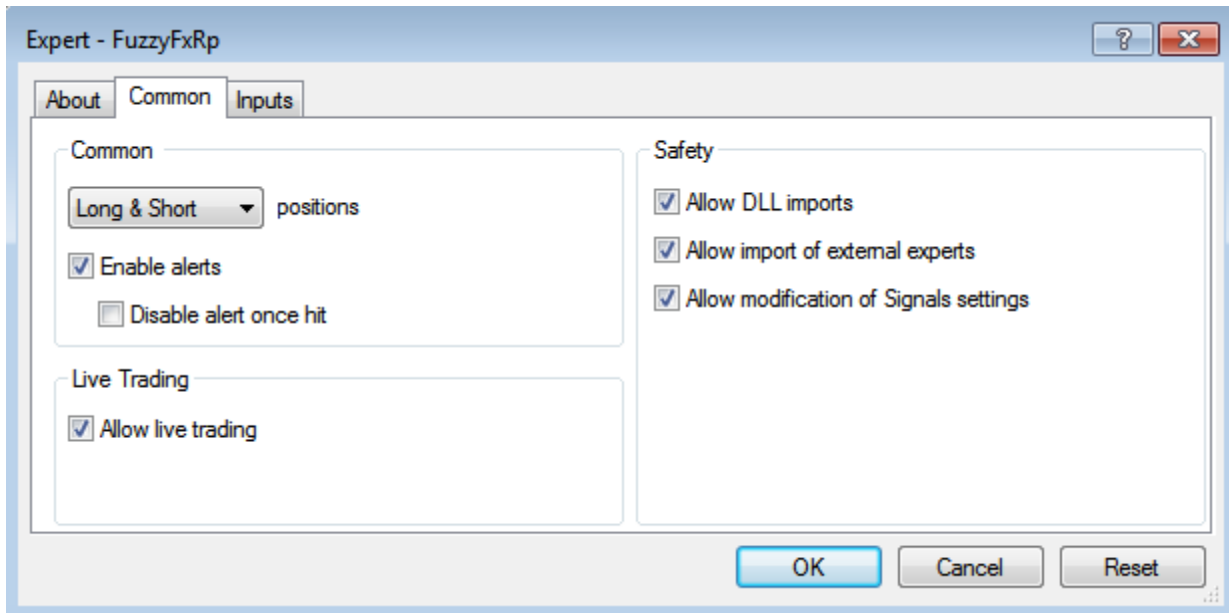 Expert - FuzzyFxRp
About
Common
Inputs
Common
Long & Short
positions
Enable alerts
Disable alert once hit
Live Trading
Allow live trading
Safety
Allow DLL imports
Allow import of external experts
Allow modification of Signals settings
OK
Cancel
Reset